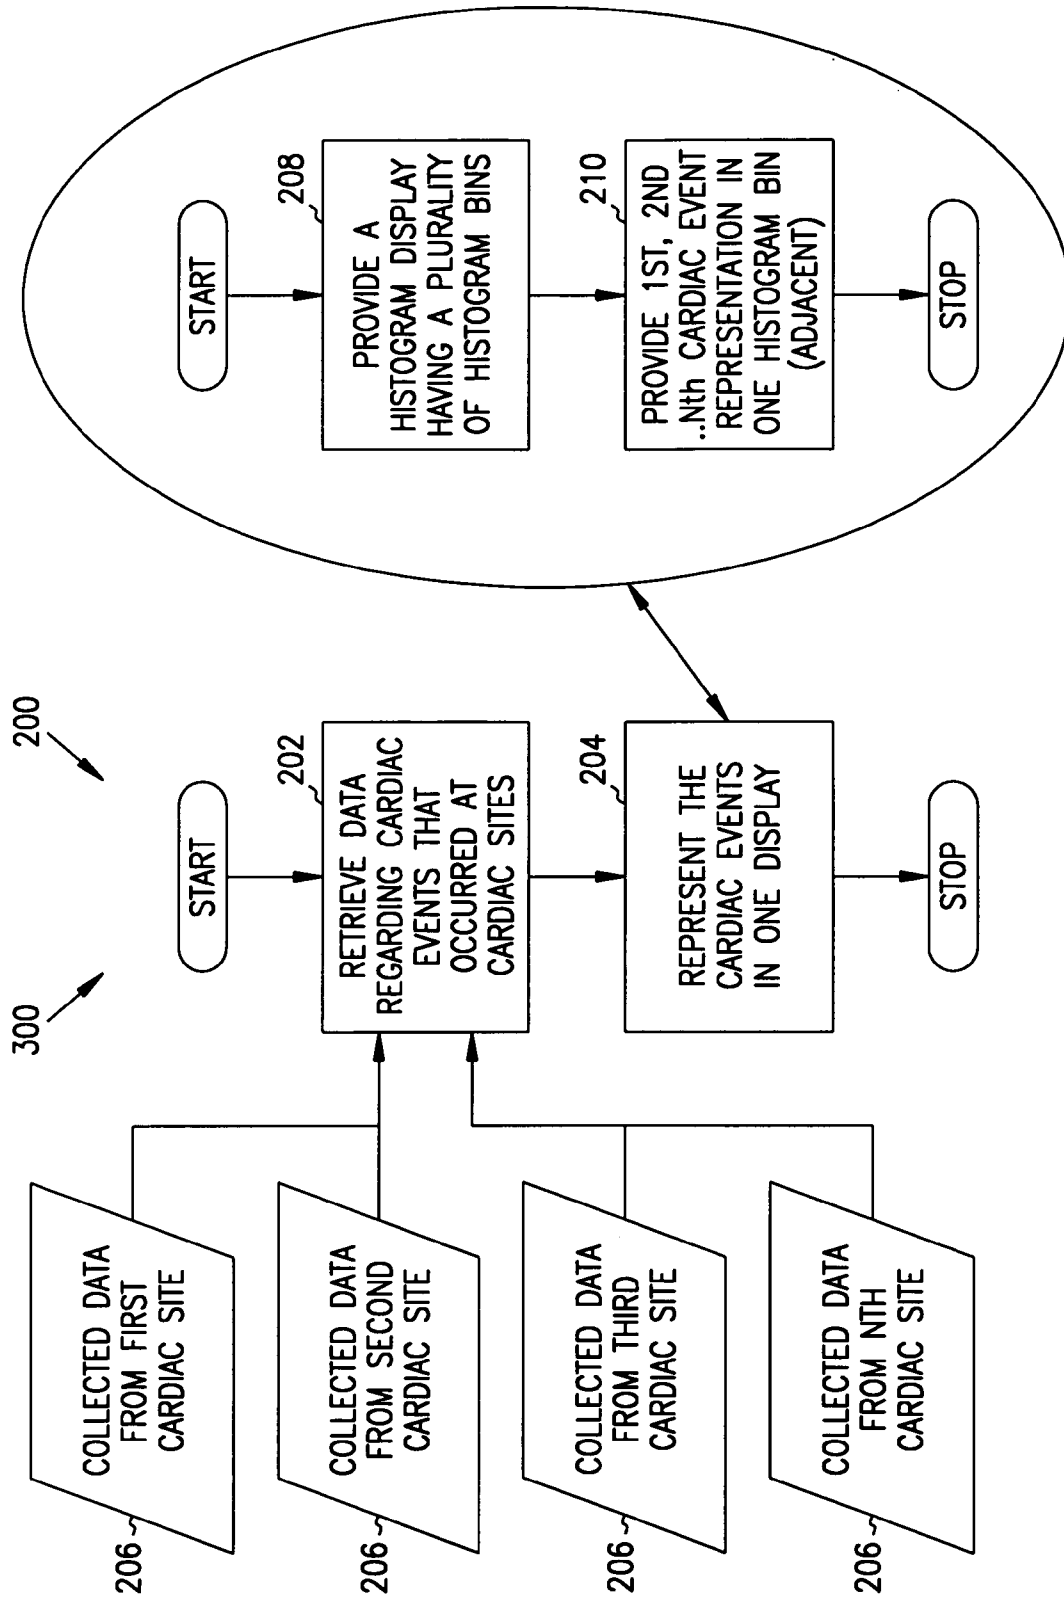 300
200
206
COLLECTED DATA
FROM FIRST
CARDIAC SITE
206
COLLECTED DATA
FROM SECOND
CARDIAC SITE
206
COLLECTED DATA
FROM THIRD
CARDIAC SITE
206
COLLECTED DATA
FROM NTH
CARDIAC SITE
START
202
RETRIEVE DATA
REGARDING CARDIAC
EVENTS THAT
OCCURRED AT
CARDIAC SITES
204
REPRESENT THE
CARDIAC EVENTS
IN ONE DISPLAY
STOP
START
208
PROVIDE A
HISTOGRAM DISPLAY
HAVING A PLURALITY
OF HISTOGRAM BINS
210
PROVIDE 1ST, 2ND
..Nth CARDIAC EVENT
REPRESENTATION IN
ONE HISTOGRAM BIN
(ADJACENT)
STOP